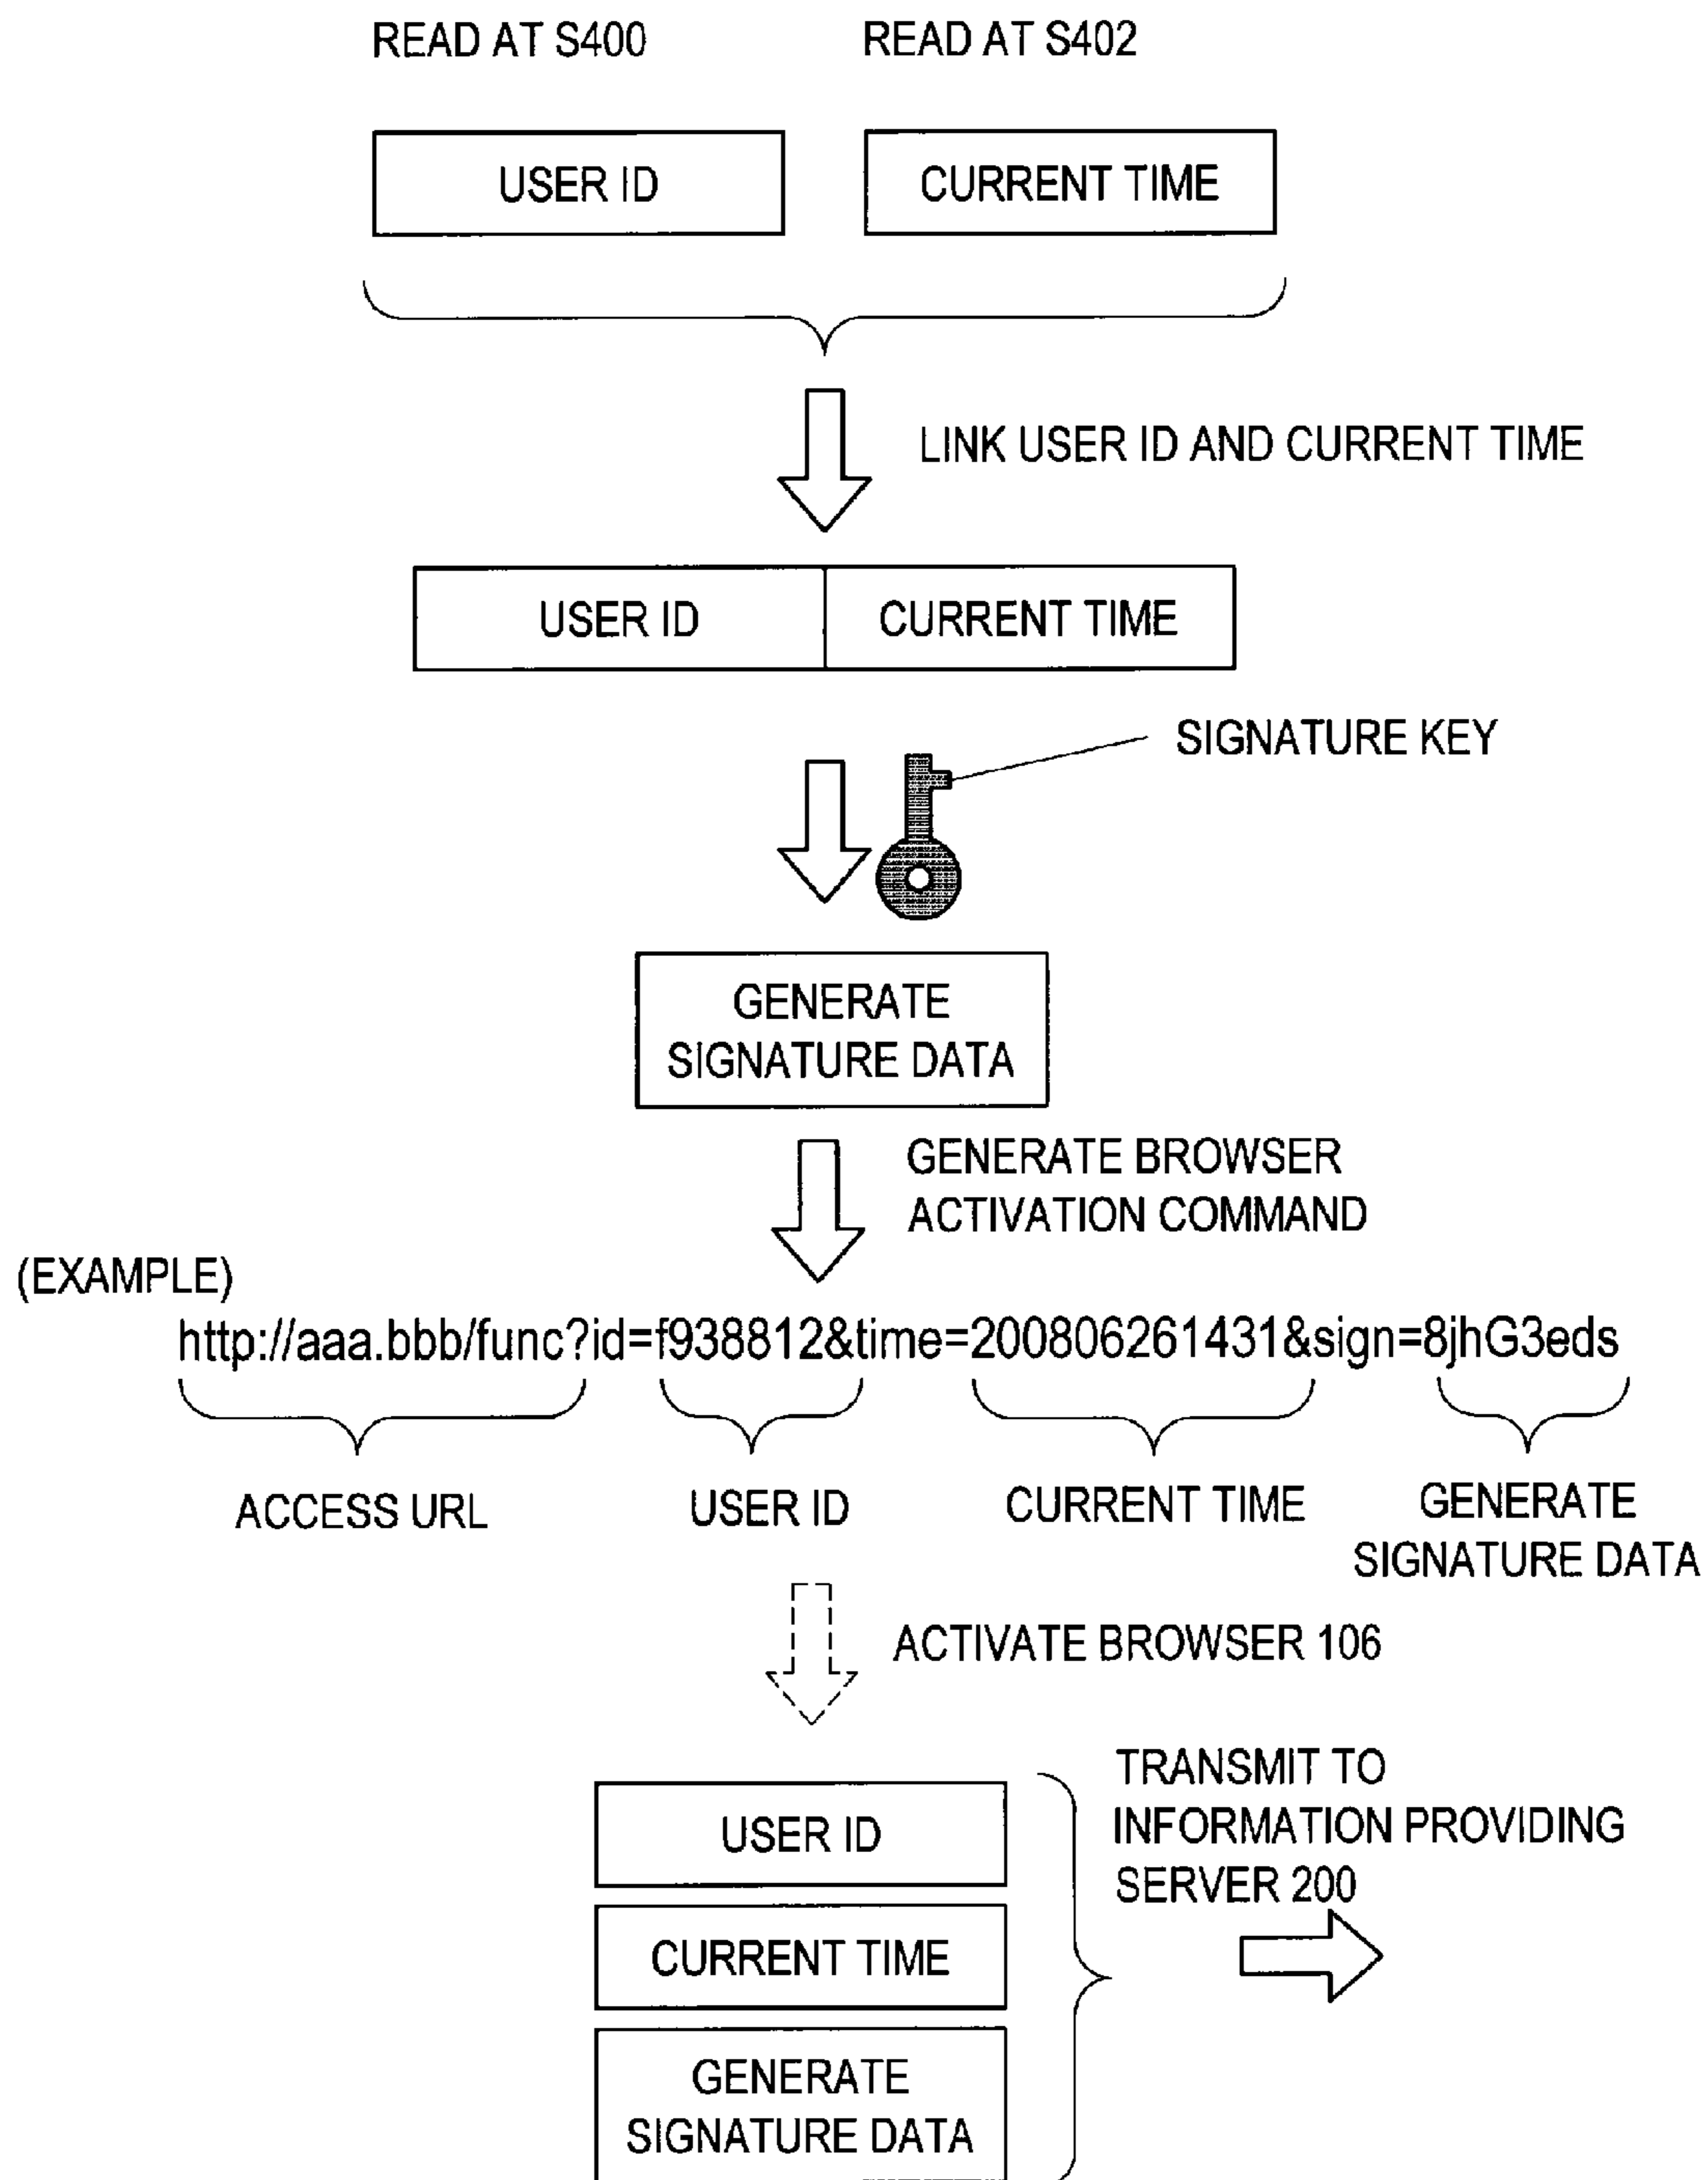 READ AT S400
READ AT S402
USER ID
CURRENT TIME
LINK USER ID AND CURRENT TIME
USER ID
CURRENT TIME
SIGNATURE KEY
GENERATE
SIGNATURE DATA
GENERATE BROWSER
ACTIVATION COMMAND
(EXAMPLE)
http://aaa.bbb/func?id=f938812&time=200806261431&sign=8jhG3eds
ACCESS URL
USER ID
CURRENT TIME
GENERATE
SIGNATURE DATA
ACTIVATE BROWSER 106
USER ID
CURRENT TIME
GENERATE
SIGNATURE DATA
TRANSMIT TO
INFORMATION PROVIDING
SERVER 200